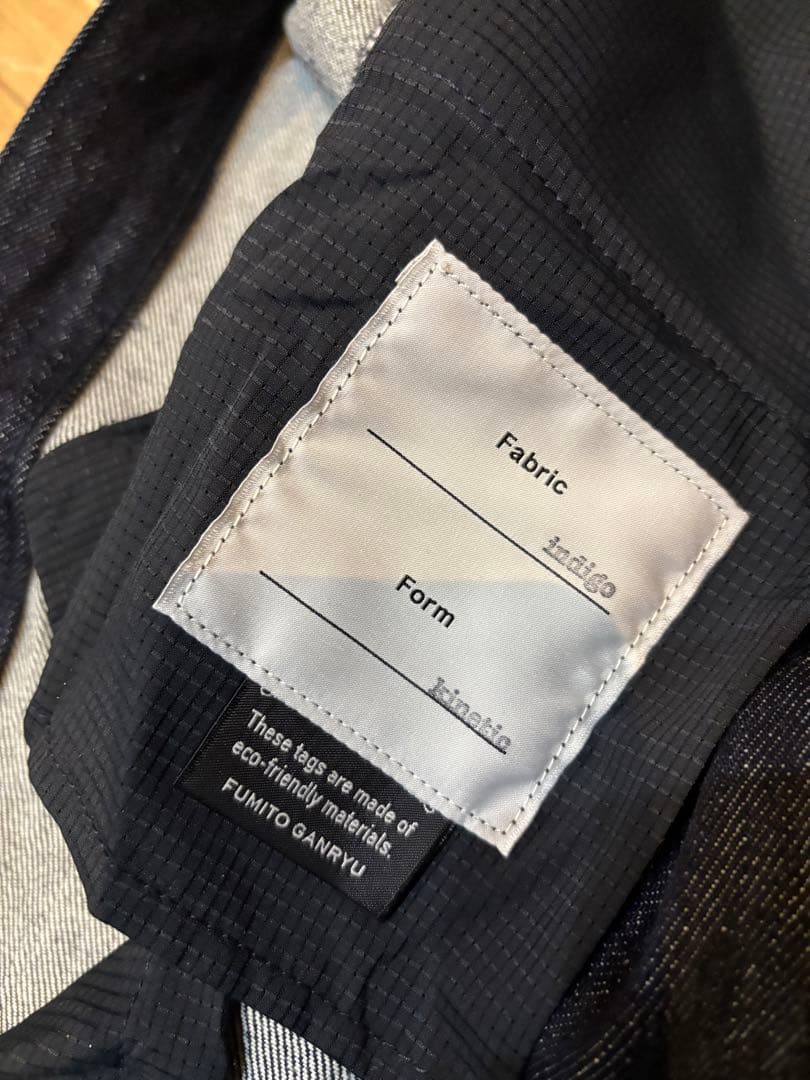 Fabric
indigo
Form
kinetic
These tags are made of
eco-friendly materials.
FUMITO GANRYU